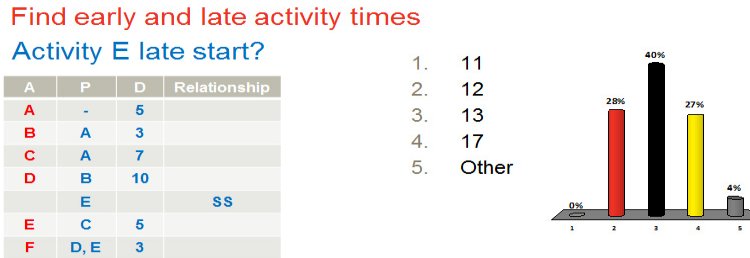 Find early and late activity times
Activity E late start?
A P D Relationship
A - 5
B A 3
C A 7
D B 10
E SS
E C 5
F D, E 3
1. 11
2. 12
3. 13
4. 17
5. Other
0% 28% 40% 27% 4%
1 2 3 4 5